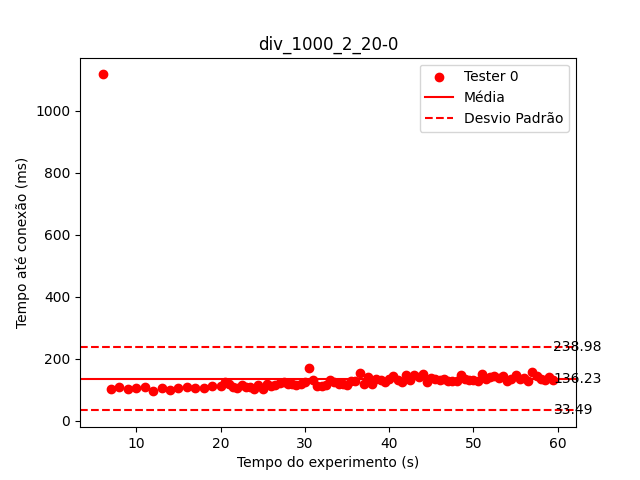 div_1000_2_20-0
Tester 0
Média
Desvio Padrão
Tempo até conexão (ms)
1000
800
600
400
200
0
238.98
136.23
33.49
10
20
30
40
50
60
Tempo do experimento (s)